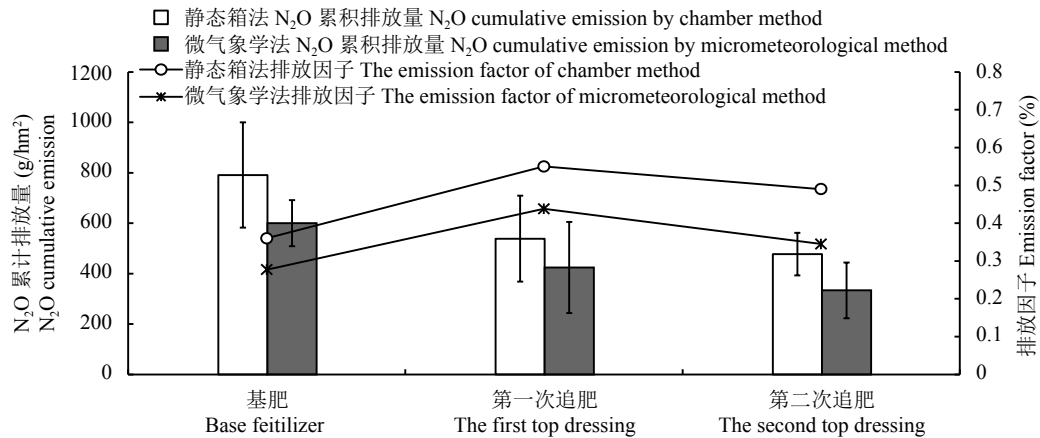 静态箱法 N₂O 累积排放量 N₂O cumulative emission by chamber method
微气象学法 N₂O 累积排放量 N₂O cumulative emission by micrometeorological method
静态箱法排放因子 The emission factor of chamber method
微气象学法排放因子 The emission factor of micrometeorological method
N₂O 累计排放量 (g/hm²)
N₂O cumulative emission
1200
1000
800
600
400
200
0
0.8
0.7
0.6
0.5
0.4
0.3
0.2
0.1
0
排放因子 Emission factor (%)
基肥
Base feitilizer
第一次追肥
The first top dressing
第二次追肥
The second top dressing